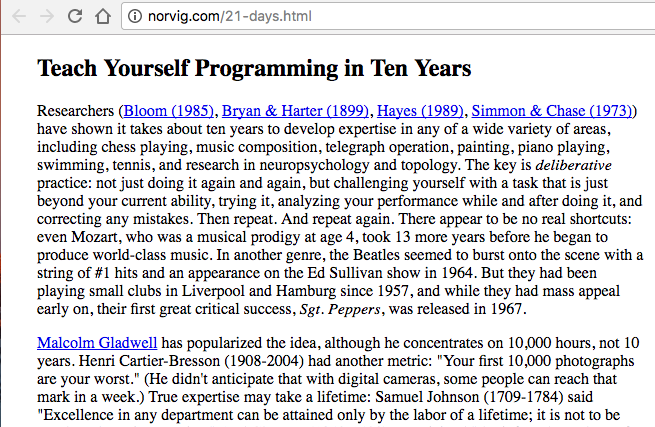 norvig.com/21-days.html
Teach Yourself Programming in Ten Years
Researchers (Bloom (1985), Bryan & Harter (1899), Hayes (1989), Simmon & Chase (1973))
have shown it takes about ten years to develop expertise in any of a wide variety of areas,
including chess playing, music composition, telegraph operation, painting, piano playing,
swimming, tennis, and research in neuropsychology and topology. The key is deliberative
practice: not just doing it again and again, but challenging yourself with a task that is just
beyond your current ability, trying it, analyzing your performance while and after doing it, and
correcting any mistakes. Then repeat. And repeat again. There appear to be no real shortcuts:
even Mozart, who was a musical prodigy at age 4, took 13 more years before he began to
produce world-class music. In another genre, the Beatles seemed to burst onto the scene with a
string of #1 hits and an appearance on the Ed Sullivan show in 1964. But they had been
playing small clubs in Liverpool and Hamburg since 1957, and while they had mass appeal
early on, their first great critical success, Sgt. Peppers, was released in 1967.
Malcolm Gladwell has popularized the idea, although he concentrates on 10,000 hours, not 10
years. Henri Cartier-Bresson (1908-2004) had another metric: "Your first 10,000 photographs
are your worst." (He didn't anticipate that with digital cameras, some people can reach that
mark in a week.) True expertise may take a lifetime: Samuel Johnson (1709-1784) said
"Excellence in any department can be attained only by the labor of a lifetime; it is not to be